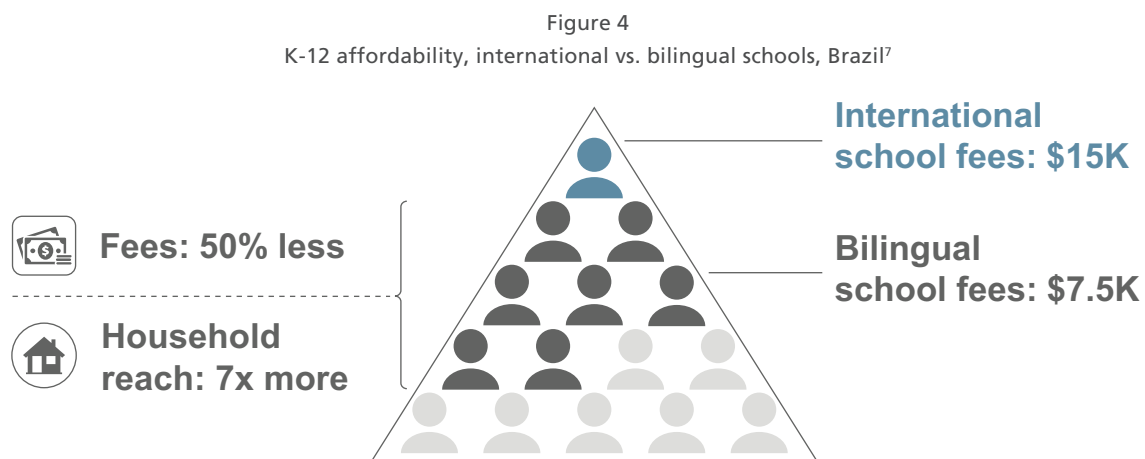 Figure 4
K-12 affordability, international vs. bilingual schools, Brazil⁷
International
school fees: $15K
Fees: 50% less
Bilingual
school fees: $7.5K
Household
reach: 7x more